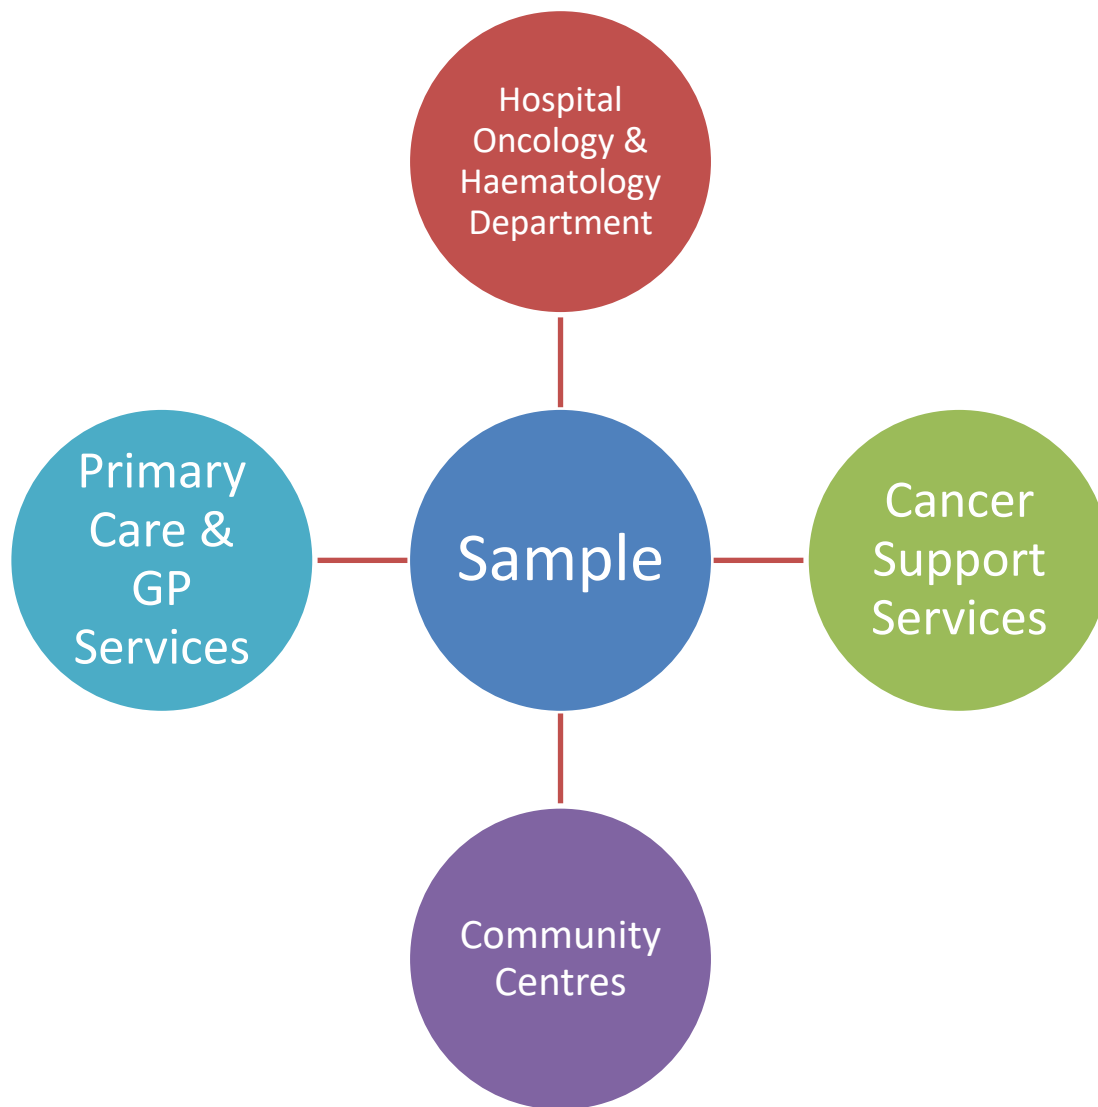 Hospital
Oncology &
Haematology
Department
Primary
Care &
GP
Services
Sample
Cancer
Support
Services
Community
Centres